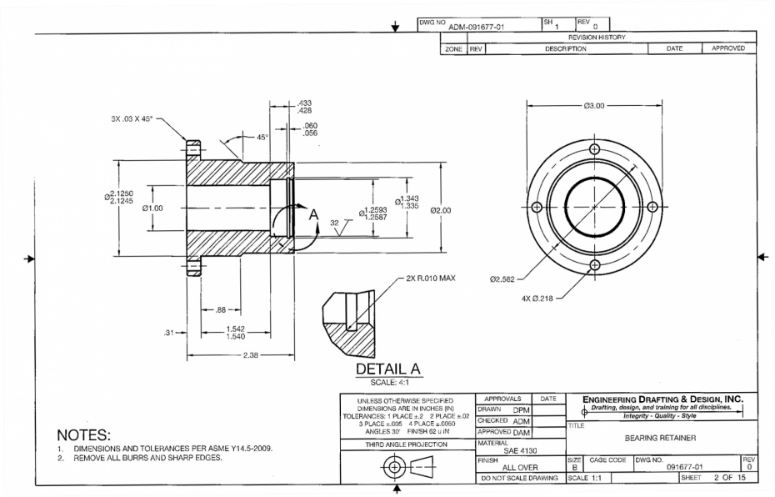 DWG NO ADM-091677-01 SH 1 REV 0
REVISION HISTORY
ZONE REV DESCRIPTION DATE APPROVED
.433
.428
Ø3.00
3X .03 X 45°
.060
.056
45°
Ø2.1250
2.1245
Ø1.00
A
32
Ø1.2593
1.2587
Ø1.343
1.335
Ø2.00
Ø2.562
4X Ø.218
2X R.010 MAX
.88
.31
1.542
1.540
2.38
DETAIL A
SCALE: 4:1
NOTES:
1. DIMENSIONS AND TOLERANCES PER ASME Y14.5-2009.
2. REMOVE ALL BURRS AND SHARP EDGES.
UNLESS OTHERWISE SPECIFIED
DIMENSIONS ARE IN INCHES (IN)
TOLERANCES: 1 PLACE ±.2 2 PLACE ±.02
3 PLACE ±.005 4 PLACE ±.0050
ANGLES 30' FINISH 62 u IN
THIRD ANGLE PROJECTION
APPROVALS DATE
DRAWN DPM
CHECKED ADM
APPROVED DAM
MATERIAL
SAE 4130
FINISH
ALL OVER
DO NOT SCALE DRAWING
ENGINEERING DRAFTING & DESIGN, INC.
Drafting, design, and training for all disciplines.
Integrity - Quality - Style
TITLE
BEARING RETAINER
SIZE B CAGE CODE DWG NO. 091677-01 REV 0
SCALE 1:1 SHEET 2 OF 15